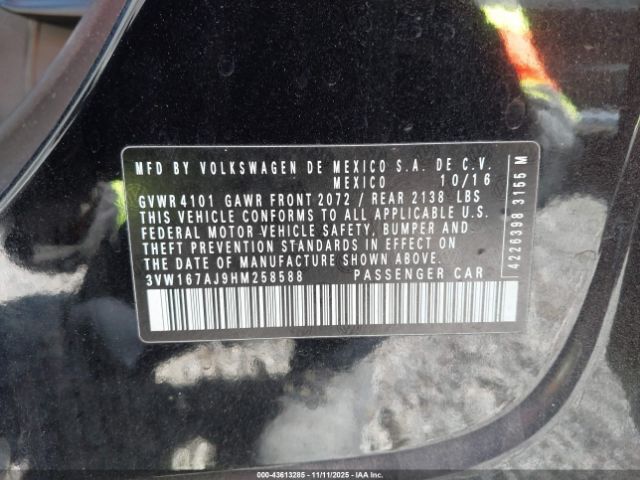 MFD BY VOLKSWAGEN DE MEXICO S.A. DE C.V.
MEXICO 10/16
GVWR 4101 GAWR FRONT 2072 / REAR 2138 LBS
THIS VEHICLE CONFORMS TO ALL APPLICABLE U.S.
FEDERAL MOTOR VEHICLE SAFETY, BUMPER AND
THEFT PREVENTION STANDARDS IN EFFECT ON
THE DATE OF MANUFACTURE SHOWN ABOVE.
3VW167AJ9HM258588 PASSENGER CAR
4226398 3155 M
000-43613285 - 11/11/2025 - IAA Inc.